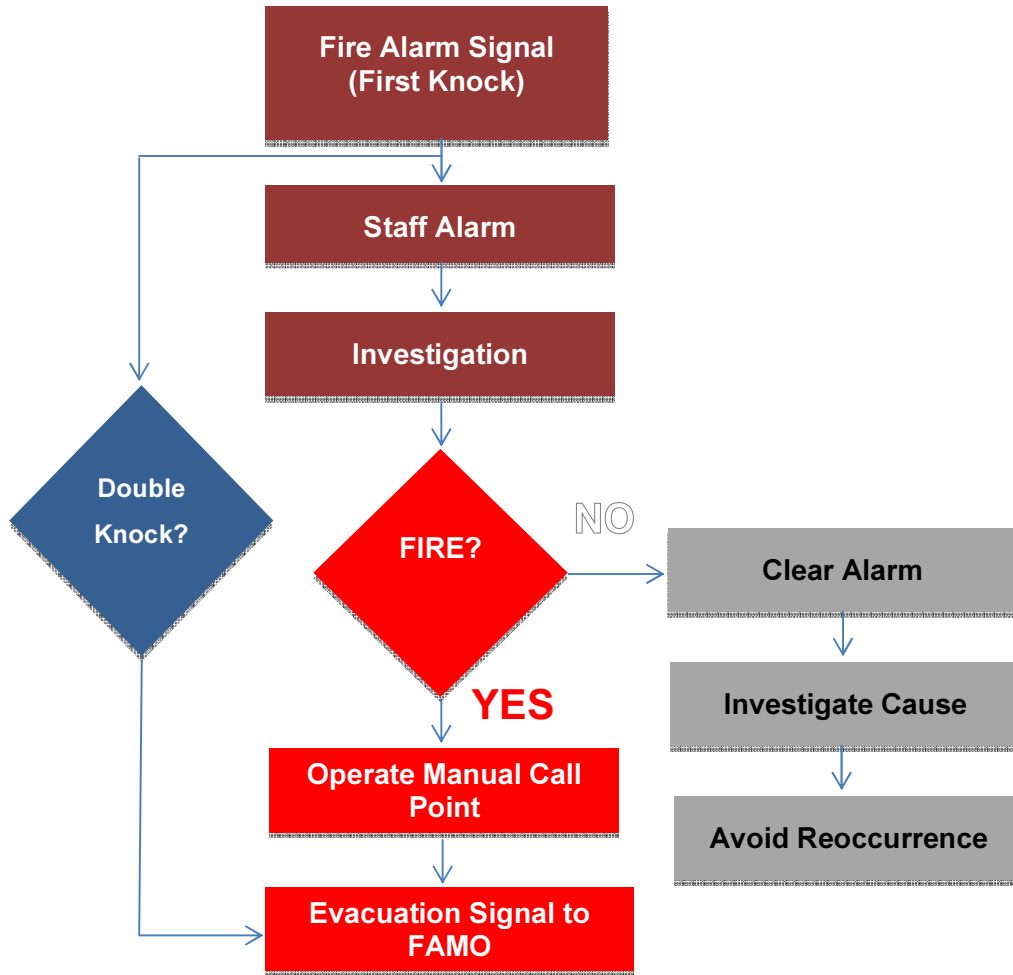 Fire Alarm Signal
(First Knock)
Staff Alarm
Investigation
Double
Knock?
FIRE?
NO
Clear Alarm
YES
Investigate Cause
Operate Manual Call
Point
Avoid Reoccurrence
Evacuation Signal to
FAMO